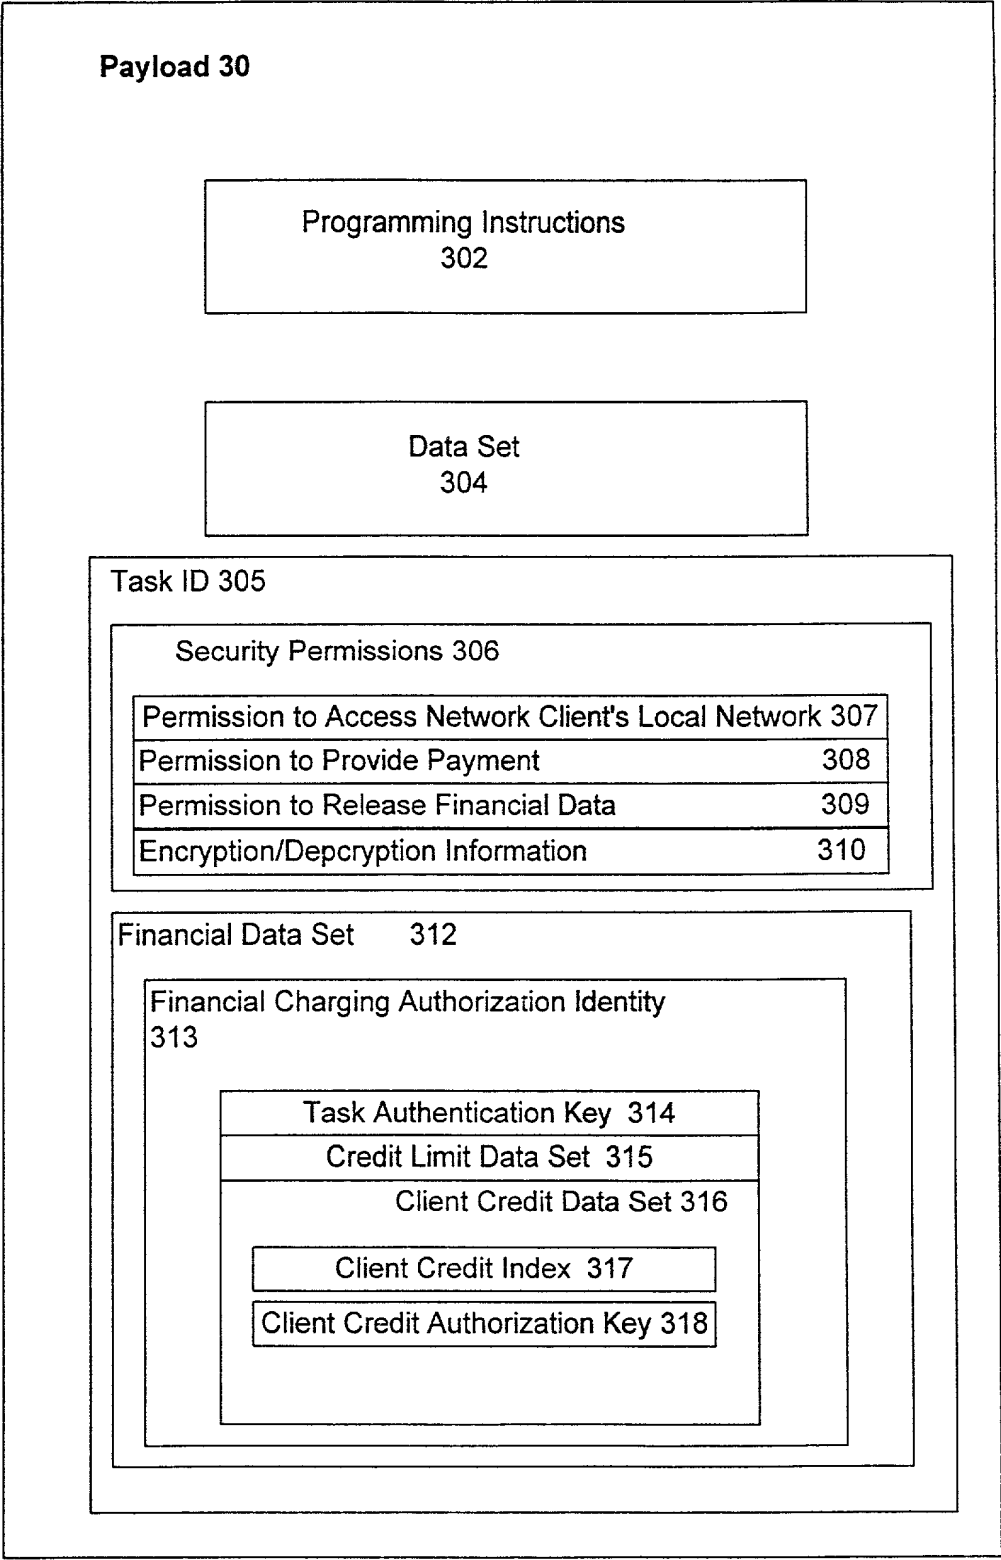 Payload 30
Programming Instructions
302
Data Set
304
Task ID 305
Security Permissions 306
Permission to Access Network Client's Local Network 307
Permission to Provide Payment 308
Permission to Release Financial Data 309
Encryption/Depcryption Information 310
Financial Data Set 312
Financial Charging Authorization Identity
313
Task Authentication Key 314
Credit Limit Data Set 315
Client Credit Data Set 316
Client Credit Index 317
Client Credit Authorization Key 318